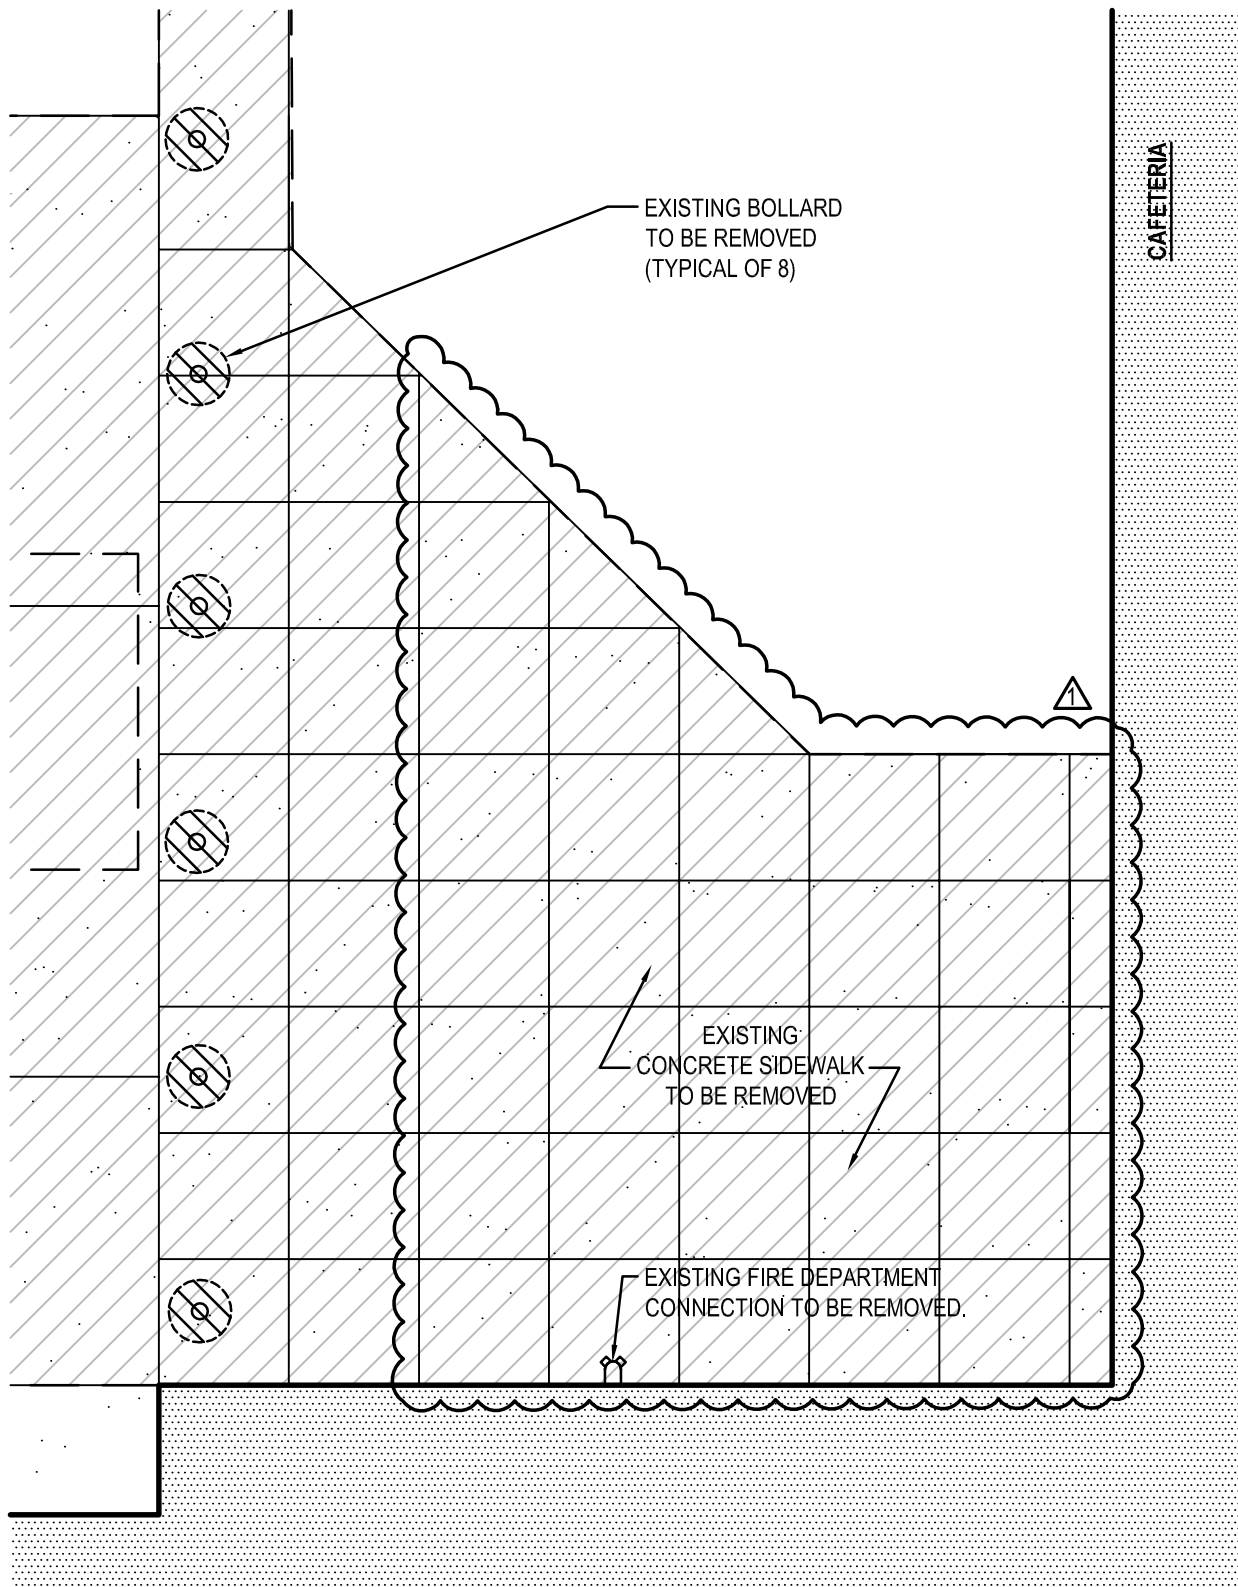 CAFETERIA
EXISTING BOLLARD
TO BE REMOVED
(TYPICAL OF 8)
1
EXISTING
CONCRETE SIDEWALK
TO BE REMOVED
EXISTING FIRE DEPARTMENT
CONNECTION TO BE REMOVED.